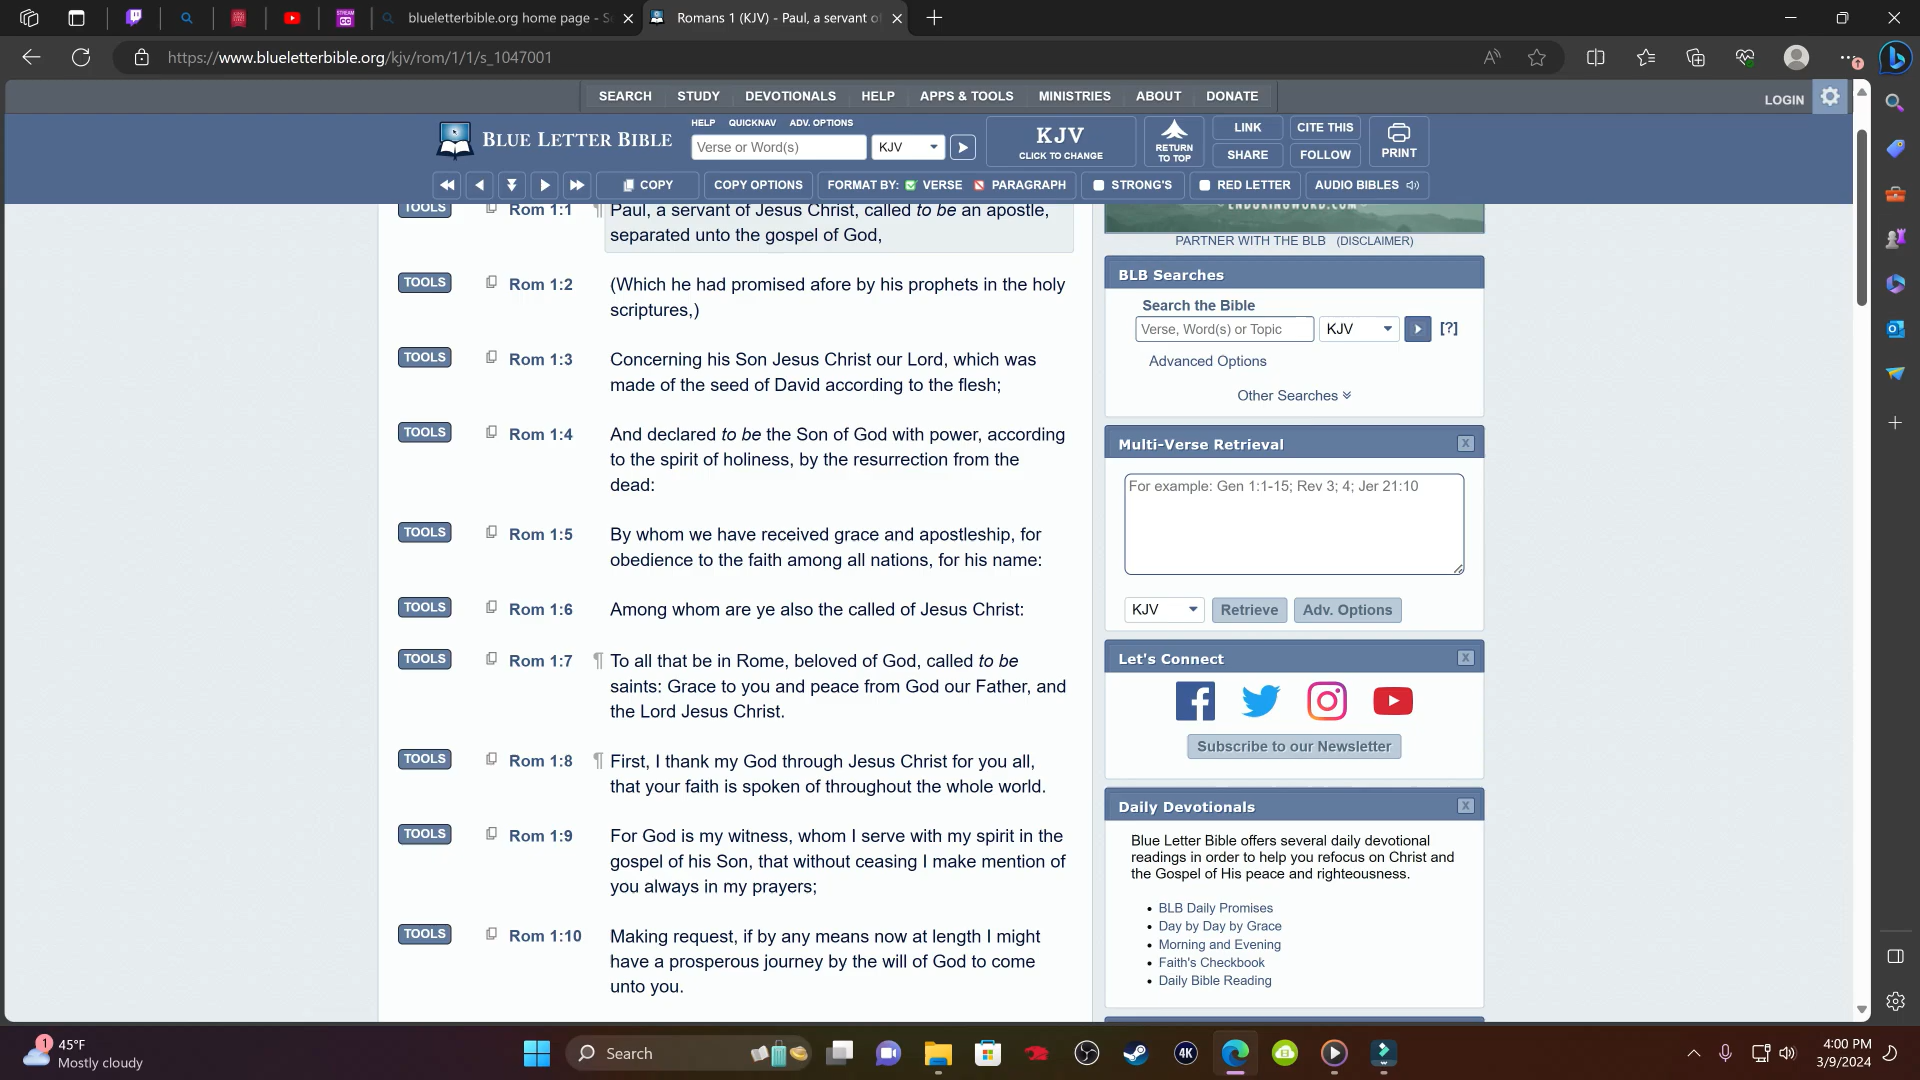 blueletterbible.org home page - S
Romans 1 (KJV) - Paul, a servant of
https://www.blueletterbible.org/kjv/rom/1/1/s_1047001
SEARCH STUDY DEVOTIONALS HELP APPS & TOOLS MINISTRIES ABOUT DONATE
LOGIN
BLUE LETTER BIBLE
HELP QUICKNAV ADV. OPTIONS
Verse or Word(s) KJV
KJV
CLICK TO CHANGE
RETURN
TO TOP
LINK CITE THIS
SHARE FOLLOW
PRINT
COPY COPY OPTIONS FORMAT BY: VERSE PARAGRAPH STRONG'S RED LETTER AUDIO BIBLES
TOOLS Rom 1:1 ¶ Paul, a servant of Jesus Christ, called to be an apostle,
separated unto the gospel of God,
TOOLS Rom 1:2 (Which he had promised afore by his prophets in the holy
scriptures,)
TOOLS Rom 1:3 Concerning his Son Jesus Christ our Lord, which was
made of the seed of David according to the flesh;
TOOLS Rom 1:4 And declared to be the Son of God with power, according
to the spirit of holiness, by the resurrection from the
dead:
TOOLS Rom 1:5 By whom we have received grace and apostleship, for
obedience to the faith among all nations, for his name:
TOOLS Rom 1:6 Among whom are ye also the called of Jesus Christ:
TOOLS Rom 1:7 ¶ To all that be in Rome, beloved of God, called to be
saints: Grace to you and peace from God our Father, and
the Lord Jesus Christ.
TOOLS Rom 1:8 ¶ First, I thank my God through Jesus Christ for you all,
that your faith is spoken of throughout the whole world.
TOOLS Rom 1:9 For God is my witness, whom I serve with my spirit in the
gospel of his Son, that without ceasing I make mention of
you always in my prayers;
TOOLS Rom 1:10 Making request, if by any means now at length I might
have a prosperous journey by the will of God to come
unto you.
ENDURINGWORD.COM
PARTNER WITH THE BLB (DISCLAIMER)
BLB Searches
Search the Bible
Verse, Word(s) or Topic KJV [?]
Advanced Options
Other Searches
Multi-Verse Retrieval X
For example: Gen 1:1-15; Rev 3; 4; Jer 21:10
KJV Retrieve Adv. Options
Let's Connect X
Subscribe to our Newsletter
Daily Devotionals X
Blue Letter Bible offers several daily devotional
readings in order to help you refocus on Christ and
the Gospel of His peace and righteousness.
• BLB Daily Promises
• Day by Day by Grace
• Morning and Evening
• Faith's Checkbook
• Daily Bible Reading
1
45°F
Mostly cloudy
Search
4K
4:00 PM
3/9/2024